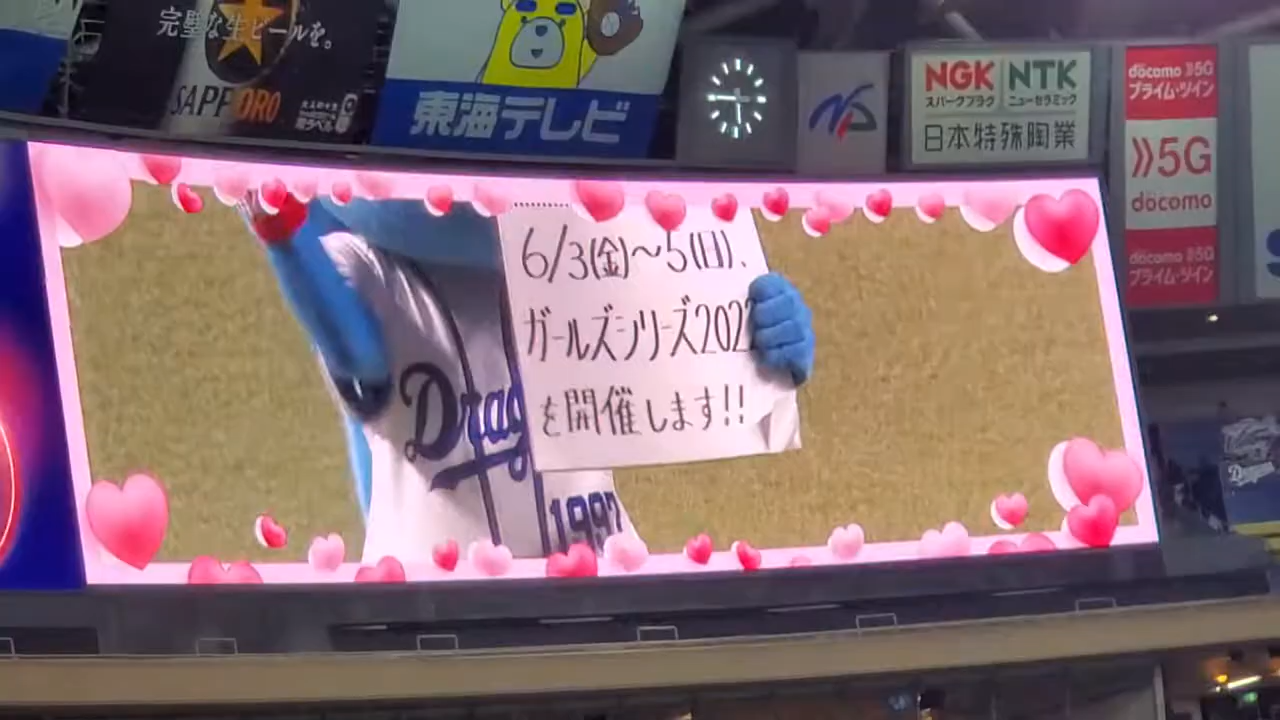 完璧な生ビールを。
SAPPORO
東海テレビ
NGK
スパークプラグ
NTK
ニューセラミック
日本特殊陶業
docomo 5G
プライム・ツイン
5G
docomo
docomo 5G
プライム・ツイン
6/3(金)〜5(日)、
ガールズシリーズ2022
を開催します!!
Drag
1997
Dragons